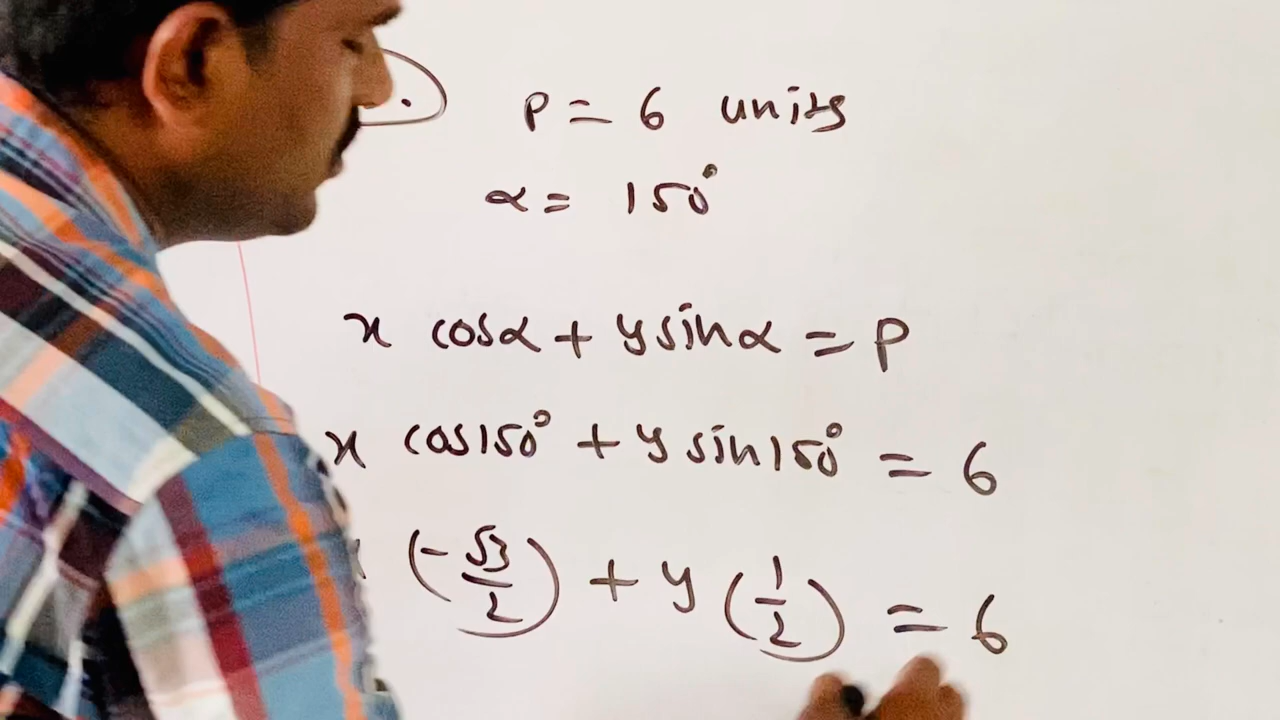 P = 6 units
α = 150°
x cosα + y sinα = P
x cos150° + y sin150° = 6
(-√3/2) + y (1/2) = 6